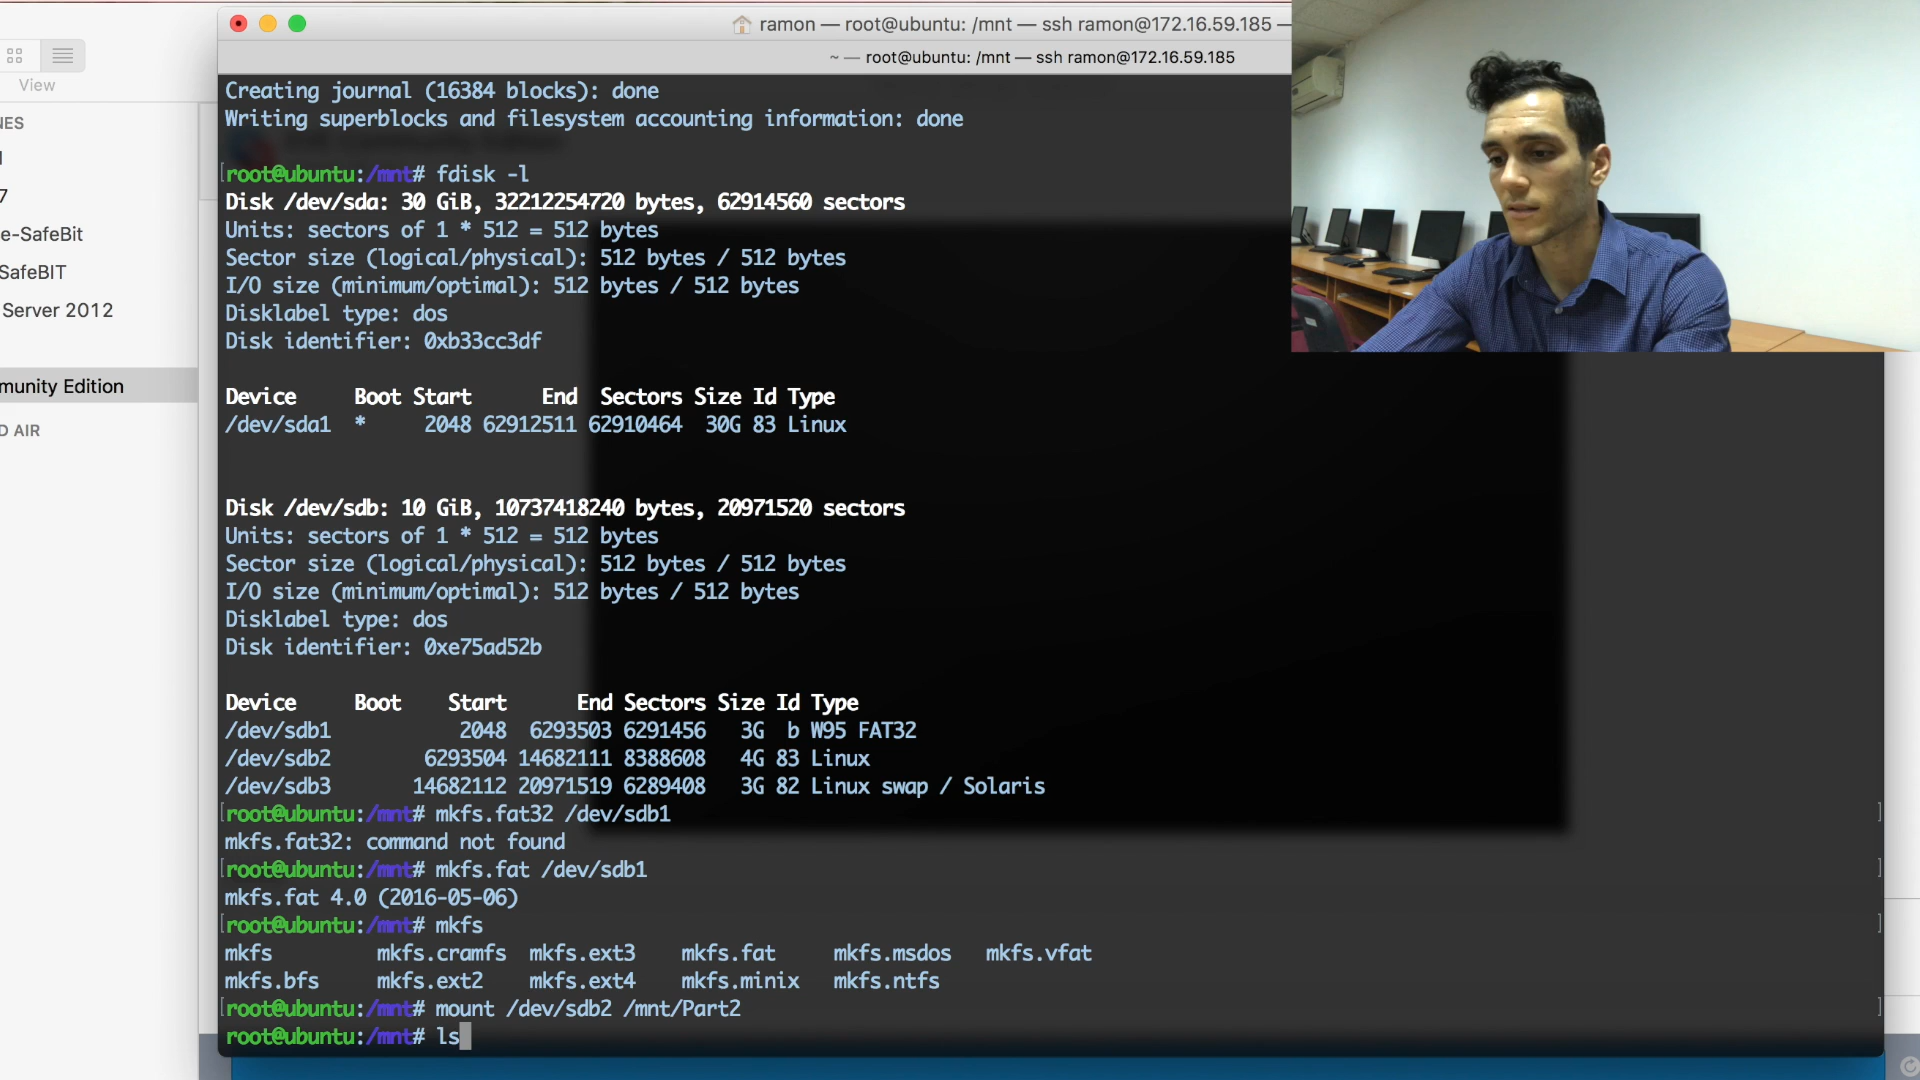 ramon — root@ubuntu: /mnt — ssh ramon@172.16.59.185 —
~ — root@ubuntu: /mnt — ssh ramon@172.16.59.185
View
NES
7
e-SafeBit
SafeBIT
Server 2012
munity Edition
D AIR
Creating journal (16384 blocks): done
Writing superblocks and filesystem accounting information: done
[root@ubuntu:/mnt# fdisk -l
Disk /dev/sda: 30 GiB, 32212254720 bytes, 62914560 sectors
Units: sectors of 1 * 512 = 512 bytes
Sector size (logical/physical): 512 bytes / 512 bytes
I/O size (minimum/optimal): 512 bytes / 512 bytes
Disklabel type: dos
Disk identifier: 0xb33cc3df
Device     Boot Start      End  Sectors Size Id Type
/dev/sda1  *     2048 62912511 62910464  30G 83 Linux
Disk /dev/sdb: 10 GiB, 10737418240 bytes, 20971520 sectors
Units: sectors of 1 * 512 = 512 bytes
Sector size (logical/physical): 512 bytes / 512 bytes
I/O size (minimum/optimal): 512 bytes / 512 bytes
Disklabel type: dos
Disk identifier: 0xe75ad52b
Device     Boot    Start      End Sectors Size Id Type
/dev/sdb1           2048  6293503 6291456   3G  b W95 FAT32
/dev/sdb2        6293504 14682111 8388608   4G 83 Linux
/dev/sdb3       14682112 20971519 6289408   3G 82 Linux swap / Solaris
[root@ubuntu:/mnt# mkfs.fat32 /dev/sdb1 ]
mkfs.fat32: command not found
[root@ubuntu:/mnt# mkfs.fat /dev/sdb1 ]
mkfs.fat 4.0 (2016-05-06)
[root@ubuntu:/mnt# mkfs ]
mkfs         mkfs.cramfs  mkfs.ext3    mkfs.fat     mkfs.msdos   mkfs.vfat
mkfs.bfs     mkfs.ext2    mkfs.ext4    mkfs.minix   mkfs.ntfs
[root@ubuntu:/mnt# mount /dev/sdb2 /mnt/Part2 ]
root@ubuntu:/mnt# ls